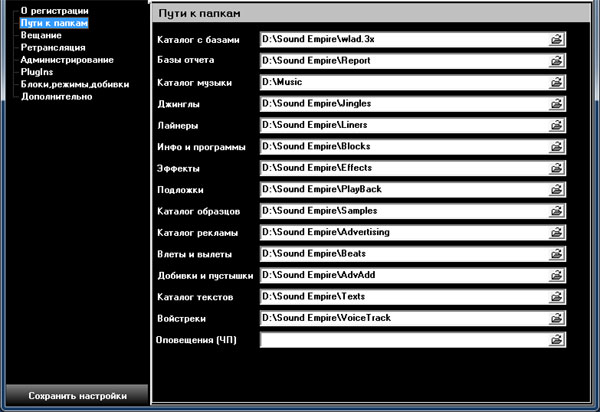 О регистрации
Пути к папкам
Вещание
Ретрансляция
Администрирование
PlugIns
Блоки,режимы,добивки
Дополнительно
Сохранить настройки
Пути к папкам
Каталог с базами D:\Sound Empire\wlad.3x
Базы отчета D:\Sound Empire\Report
Каталог музыки D:\Music
Джинглы D:\Sound Empire\Jingles
Лайнеры D:\Sound Empire\Liners
Инфо и программы D:\Sound Empire\Blocks
Эффекты D:\Sound Empire\Effects
Подложки D:\Sound Empire\PlayBack
Каталог образцов D:\Sound Empire\Samples
Каталог рекламы D:\Sound Empire\Advertising
Влеты и вылеты D:\Sound Empire\Beats
Добивки и пустышки D:\Sound Empire\AdvAdd
Каталог текстов D:\Sound Empire\Texts
Войстреки D:\Sound Empire\VoiceTrack
Оповещения (ЧП)